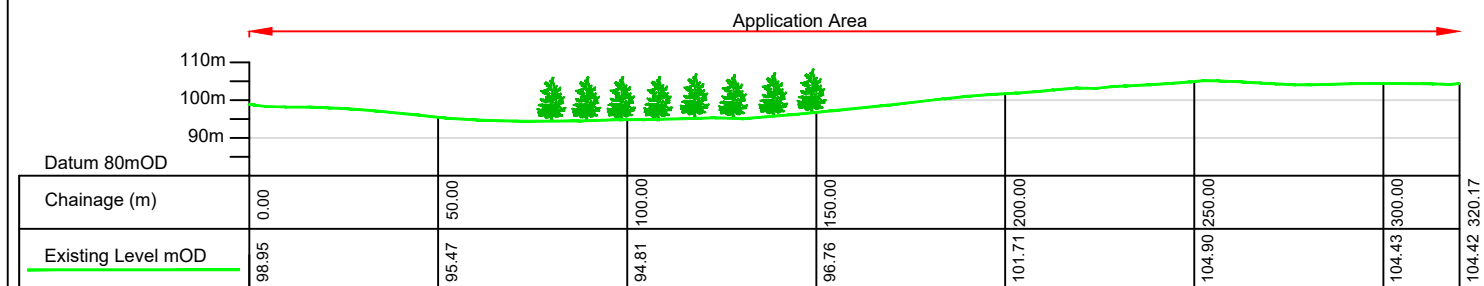 Application Area
110m
100m
90m
Datum 80mOD
Chainage (m) 0.00 50.00 100.00 150.00 200.00 250.00 300.00 320.17
Existing Level mOD 98.95 95.47 94.81 96.76 101.71 104.90 104.43 104.42